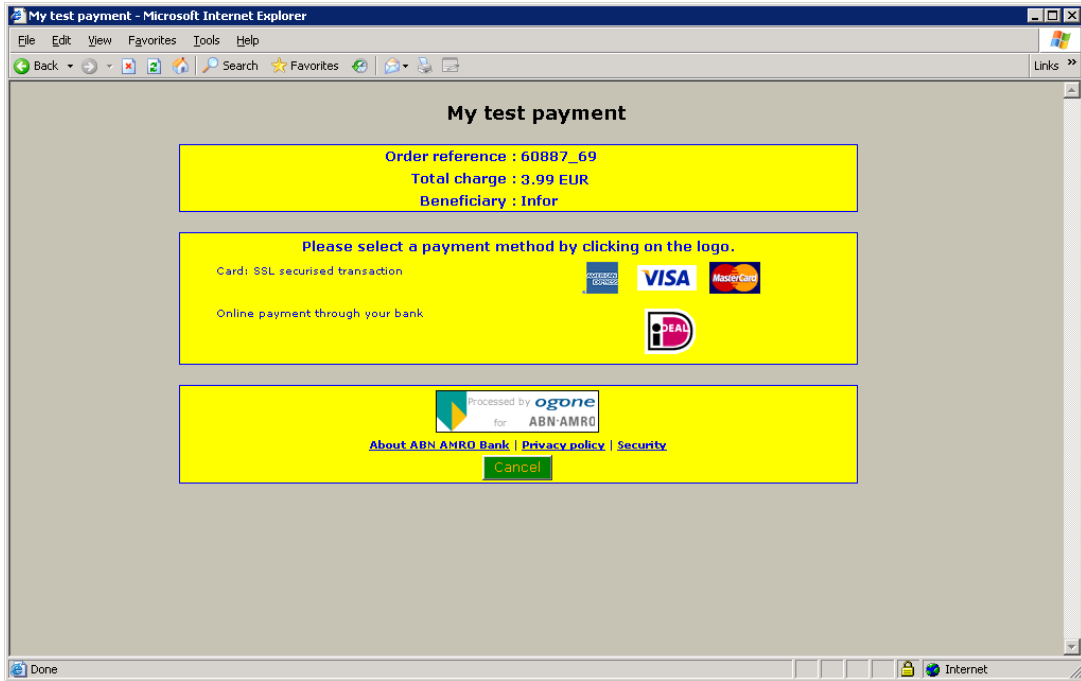 My test payment - Microsoft Internet Explorer
File Edit View Favorites Tools Help
Back Search Favorites Links »
My test payment
Order reference : 60887_69
Total charge : 3.99 EUR
Beneficiary : Infor
Please select a payment method by clicking on the logo.
Card: SSL securised transaction
AMERICAN EXPRESS VISA MasterCard
Online payment through your bank
iDEAL
Processed by ogone
for ABN·AMRO
About ABN AMRO Bank | Privacy policy | Security
Cancel
Done Internet